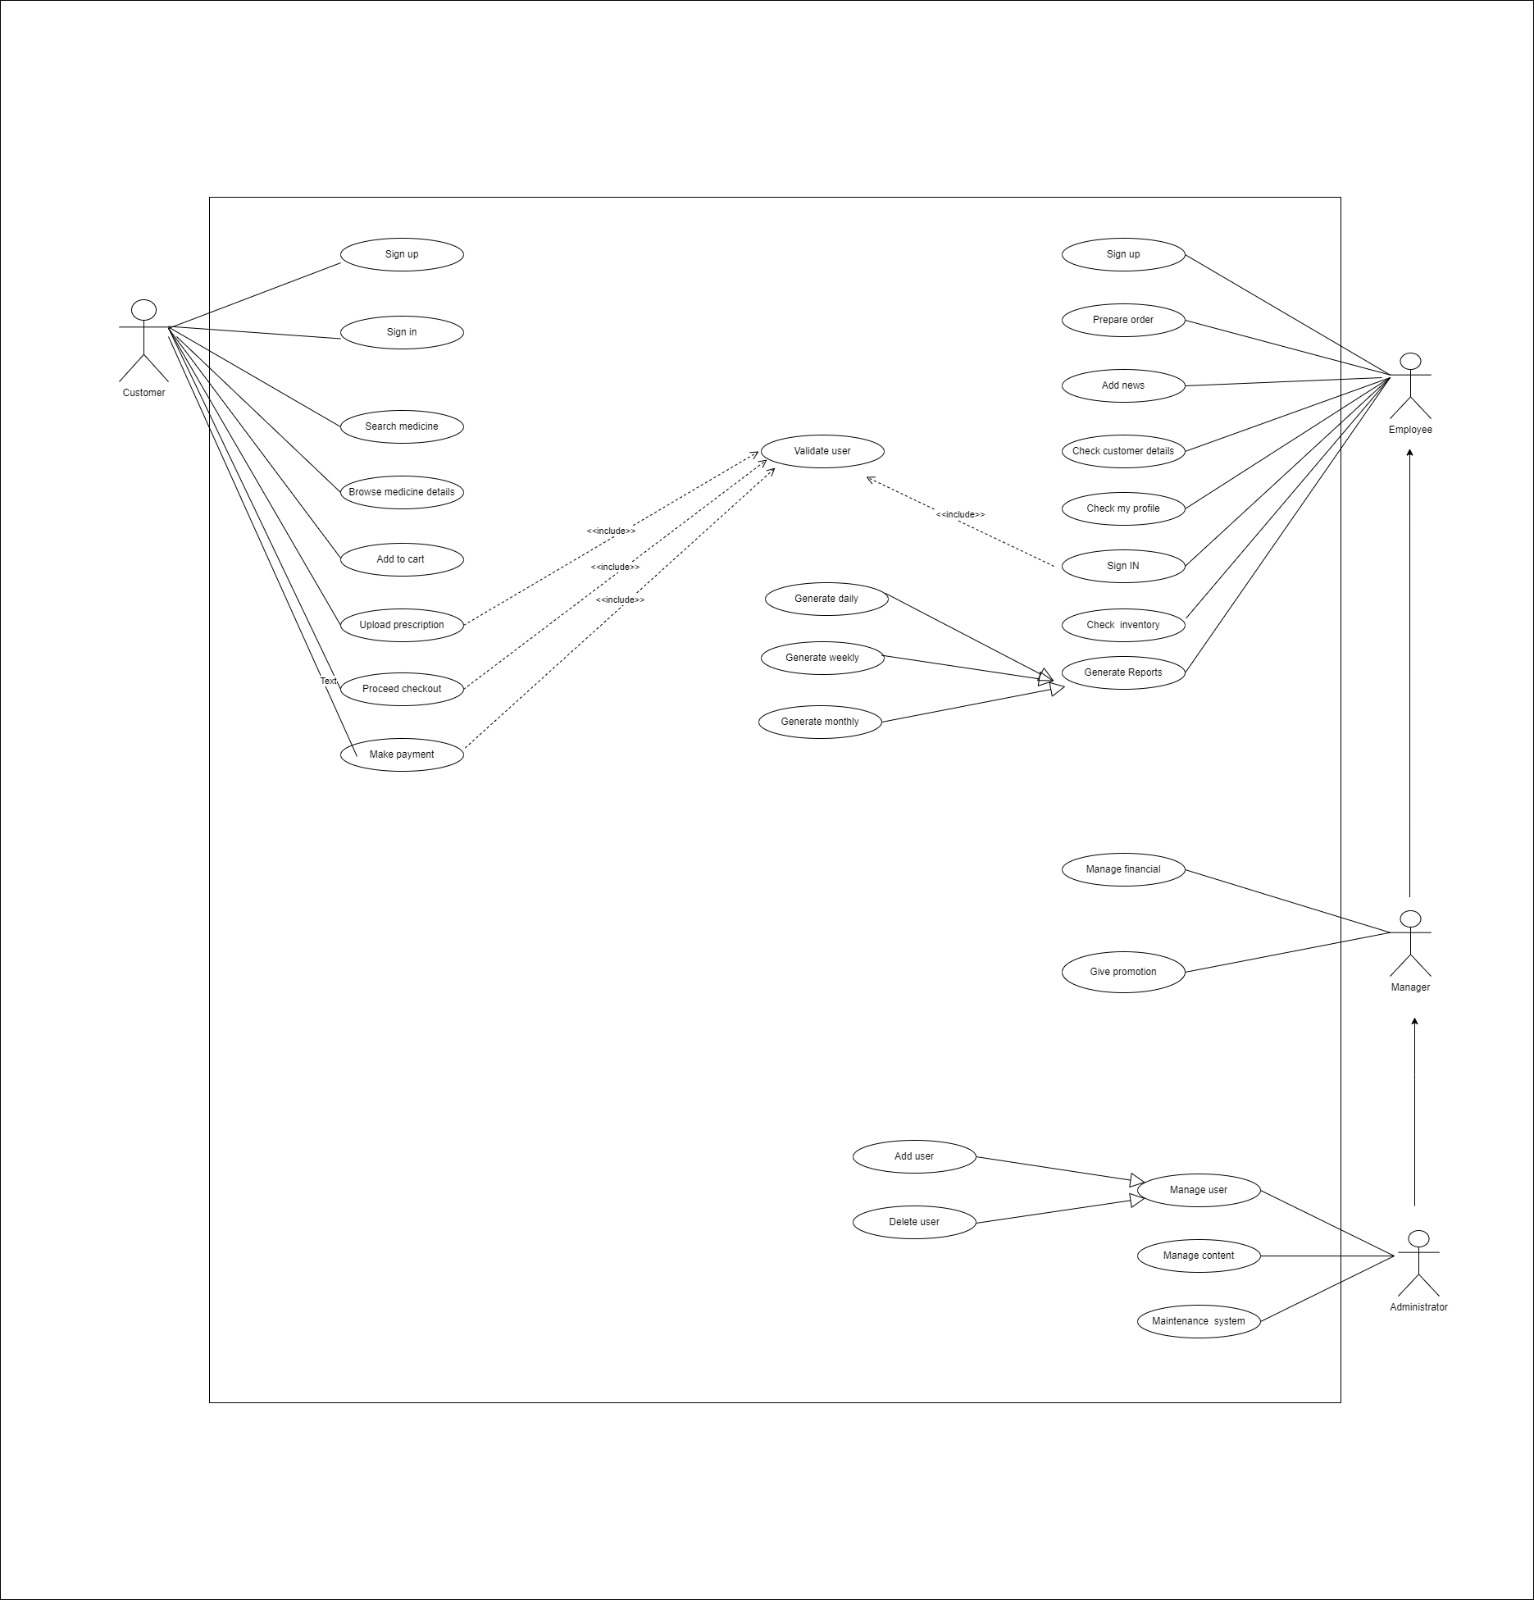 Sign up
Sign in
Customer
Search medicine
Browse medicine details
Add to cart
Upload prescription
Text
Proceed checkout
Make payment
Validate user
<<include>>
<<include>>
<<include>>
<<include>>
Generate daily
Generate weekly
Generate monthly
Sign up
Prepare order
Add news
Check customer details
Check my profile
Sign IN
Check  inventory
Generate Reports
Employee
Manage financial
Give promotion
Manager
Add user
Delete user
Manage user
Manage content
Maintenance  system
Administrator